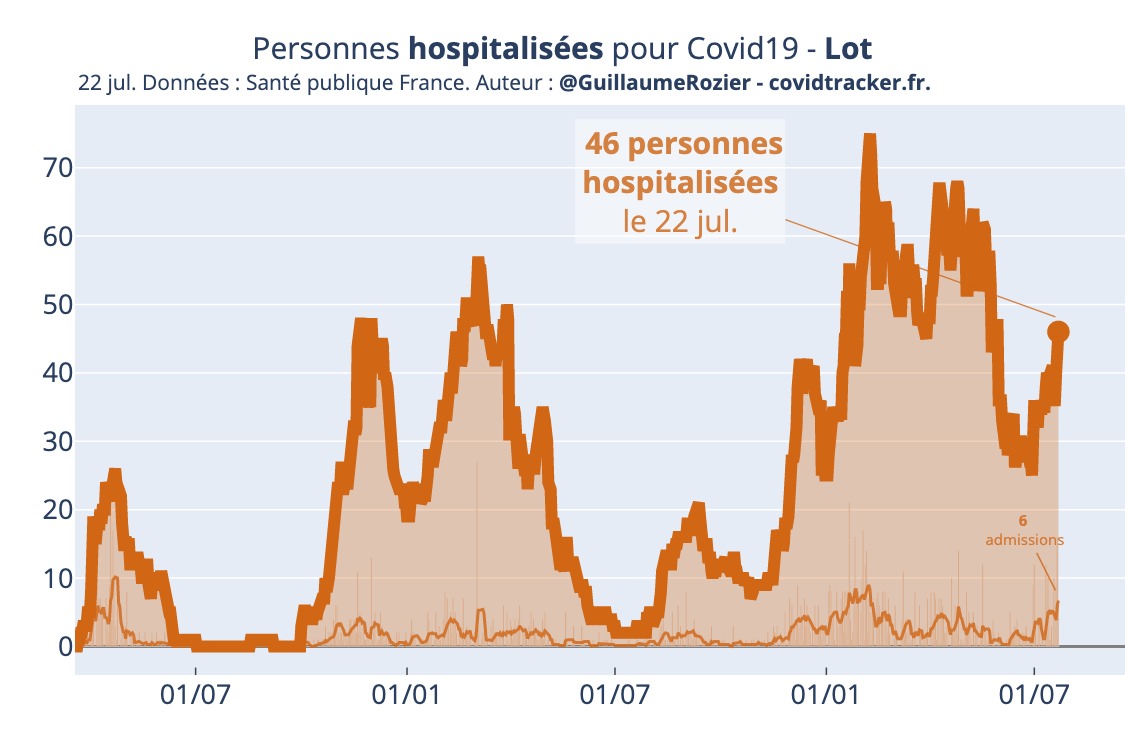 Personnes hospitalisées pour Covid19 - Lot
22 jul. Données : Santé publique France. Auteur : @GuillaumeRozier - covidtracker.fr.
46 personnes
hospitalisées
le 22 jul.
70
60
50
40
30
20
10
0
6
admissions
01/07
01/01
01/07
01/01
01/07